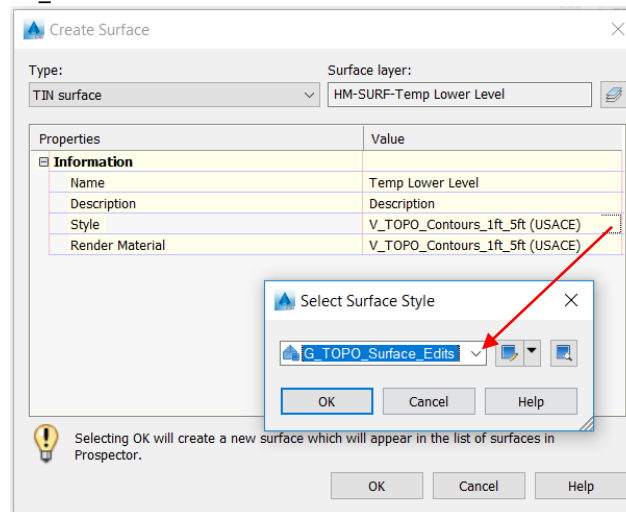 Create Surface
Type:
Surface layer:
TIN surface
HM-SURF-Temp Lower Level
Properties
Value
Information
Name
Temp Lower Level
Description
Description
Style
V_TOPO_Contours_1ft_5ft (USACE)
Render Material
V_TOPO_Contours_1ft_5ft (USACE)
Select Surface Style
G_TOPO_Surface_Edits
OK
Cancel
Help
Selecting OK will create a new surface which will appear in the list of surfaces in
Prospector.
OK
Cancel
Help